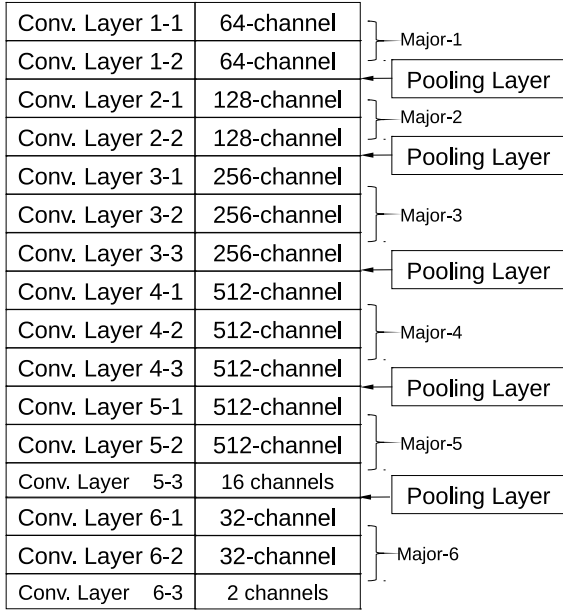 Conv. Layer 1-1 64-channel
Major-1
Conv. Layer 1-2 64-channel
Pooling Layer
Conv. Layer 2-1 128-channel
Major-2
Conv. Layer 2-2 128-channel
Pooling Layer
Conv. Layer 3-1 256-channel
Conv. Layer 3-2 256-channel Major-3
Conv. Layer 3-3 256-channel
Pooling Layer
Conv. Layer 4-1 512-channel
Conv. Layer 4-2 512-channel Major-4
Conv. Layer 4-3 512-channel
Pooling Layer
Conv. Layer 5-1 512-channel
Conv. Layer 5-2 512-channel Major-5
Conv. Layer 5-3 16 channels
Pooling Layer
Conv. Layer 6-1 32-channel
Conv. Layer 6-2 32-channel Major-6
Conv. Layer 6-3 2 channels